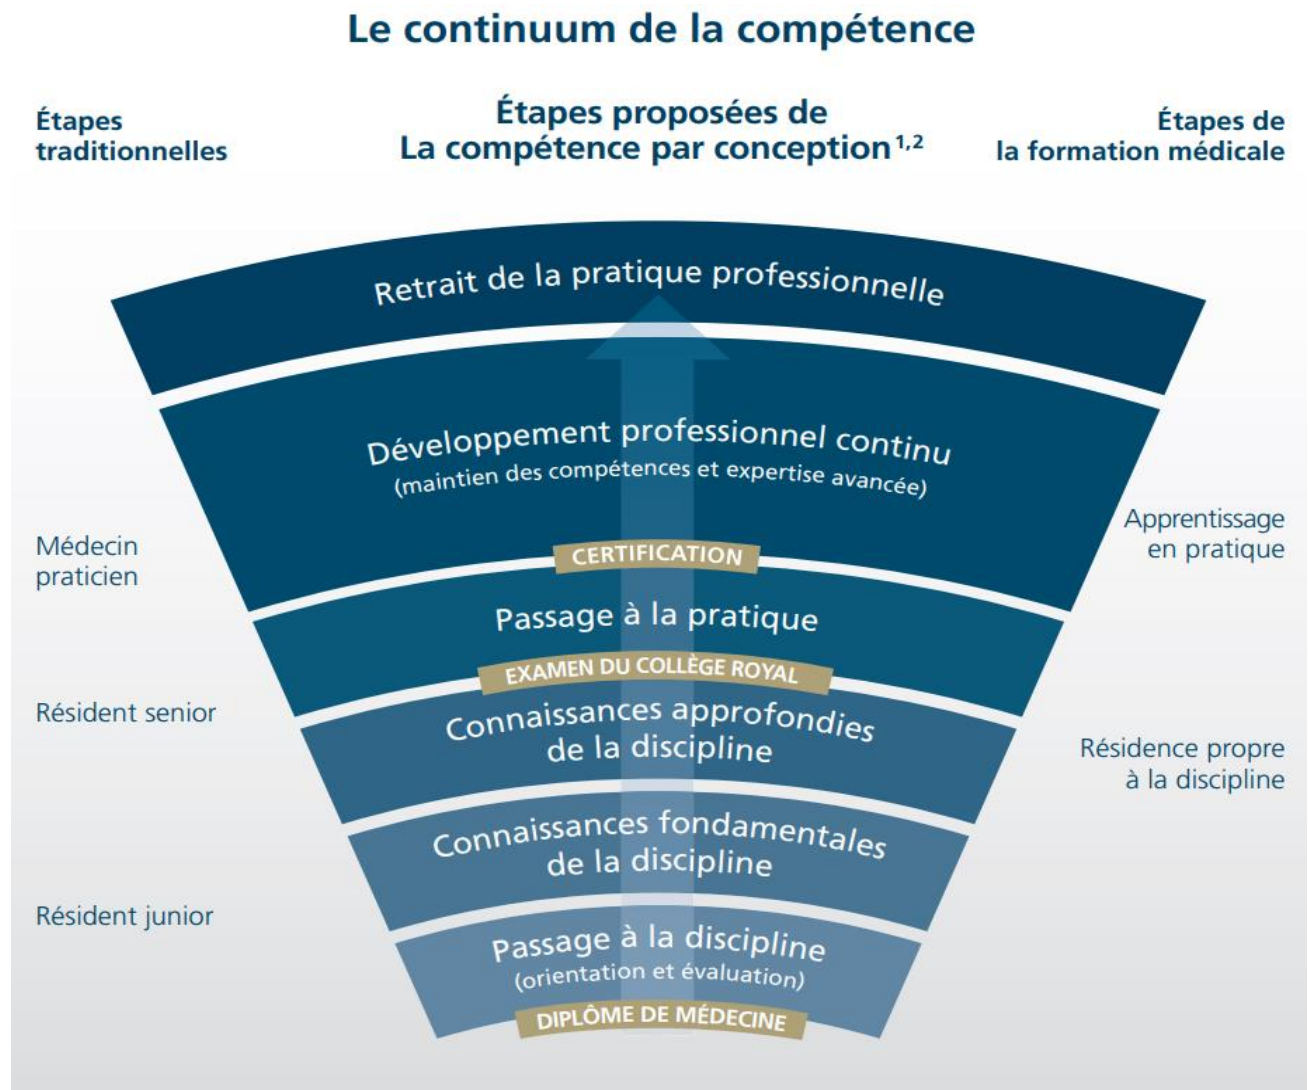 Le continuum de la compétence
Étapes
traditionnelles
Étapes proposées de
La compétence par conception 1,2
Étapes de
la formation médicale
Retrait de la pratique professionnelle
Développement professionnel continu
(maintien des compétences et expertise avancée)
Médecin
praticien
Apprentissage
en pratique
CERTIFICATION
Passage à la pratique
EXAMEN DU COLLÈGE ROYAL
Résident senior
Connaissances approfondies
de la discipline
Résidence propre
à la discipline
Connaissances fondamentales
de la discipline
Résident junior
Passage à la discipline
(orientation et évaluation)
DIPLÔME DE MÉDECINE